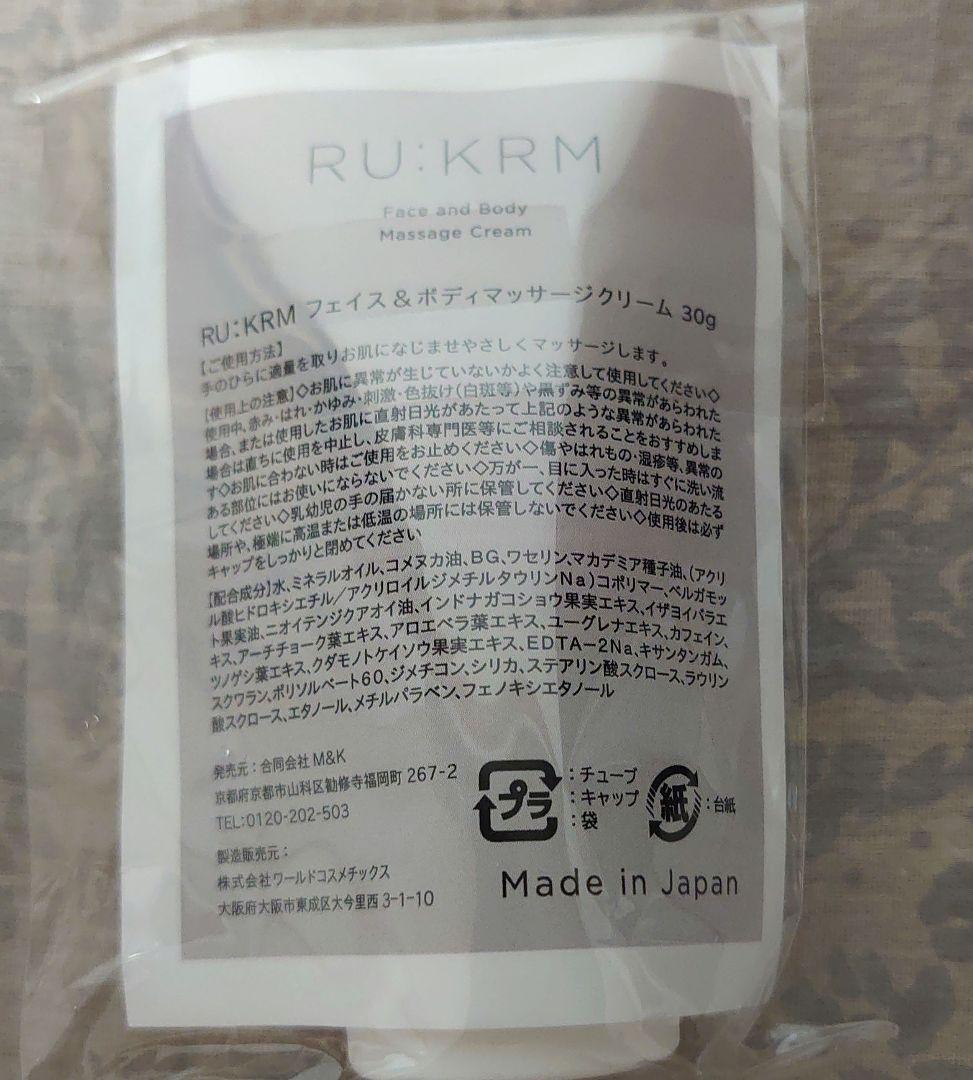 RU:KRM
Face and Body
Massage Cream
RU:KRM フェイス&ボディマッサージクリーム 30g
【ご使用方法】
手のひらに適量を取りお肌になじませやさしくマッサージします。
【使用上の注意】◇お肌に異常が生じていないかよく注意して使用してください◇
使用中、赤み・はれ・かゆみ・刺激・色抜け(白斑等)や黒ずみ等の異常があらわれた
場合、または使用したお肌に直射日光があたって上記のような異常があらわれた
場合は直ちに使用を中止し、皮膚科専門医等にご相談されることをおすすめしま
す◇お肌に合わない時はご使用をお止めください◇傷やはれもの・湿疹等、異常の
ある部位にはお使いにならないでください◇万が一、目に入った時はすぐに洗い流
してください◇乳幼児の手の届かない所に保管してください◇直射日光のあたる
場所や、極端に高温または低温の場所には保管しないでください◇使用後は必ず
キャップをしっかりと閉めてください
【配合成分】水、ミネラルオイル、コメヌカ油、BG、ワセリン、マカデミア種子油、(アクリ
ル酸ヒドロキシエチル/アクリロイルジメチルタウリンNa)コポリマー、ベルガモッ
ト果実油、ニオイテンジクアオイ油、インドナガコショウ果実エキス、イザヨイバラエ
キス、アーチチョーク葉エキス、アロエベラ葉エキス、ユーグレナエキス、カフェイン、
ツノゲシ葉エキス、クダモノトケイソウ果実エキス、EDTA-2Na、キサンタンガム、
スクワラン、ポリソルベート60、ジメチコン、シリカ、ステアリン酸スクロース、ラウリン
酸スクロース、エタノール、メチルパラベン、フェノキシエタノール
発売元:合同会社M&K
京都府京都市山科区勧修寺福岡町 267-2
TEL:0120-202-503
製造販売元:
株式会社ワールドコスメチックス
大阪府大阪市東成区大今里西 3-1-10
プラ
:チューブ
:キャップ
:袋
紙
:台紙
Made in Japan